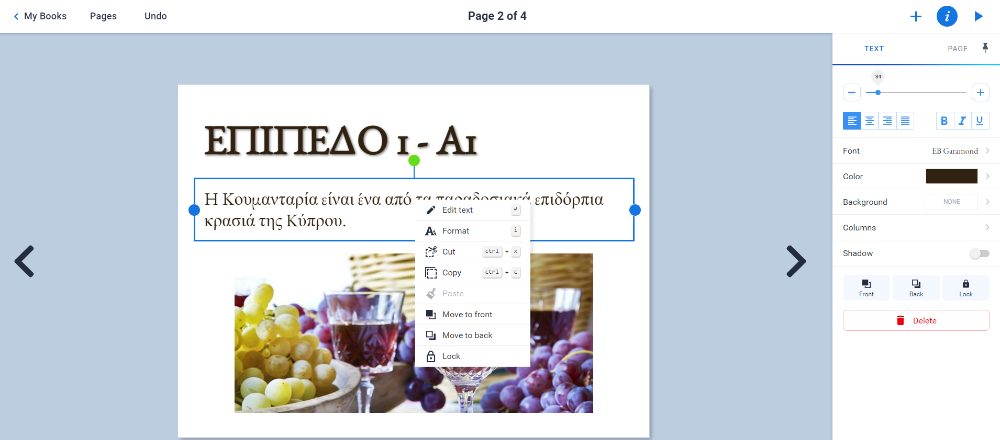 My Books Pages Undo Page 2 of 4
TEXT PAGE
34
B I U
Font EB Garamond
Color
Background NONE
Columns
Shadow
Front Back Lock
Delete
ΕΠΙΠΕΔΟ 1 - Α1
Η Κουμανταρία είναι ένα από τα παραδοσιακά επιδόρπια
κρασιά της Κύπρου.
Edit text ↵
Format i
Cut ctrl + x
Copy ctrl + c
Paste
Move to front
Move to back
Lock